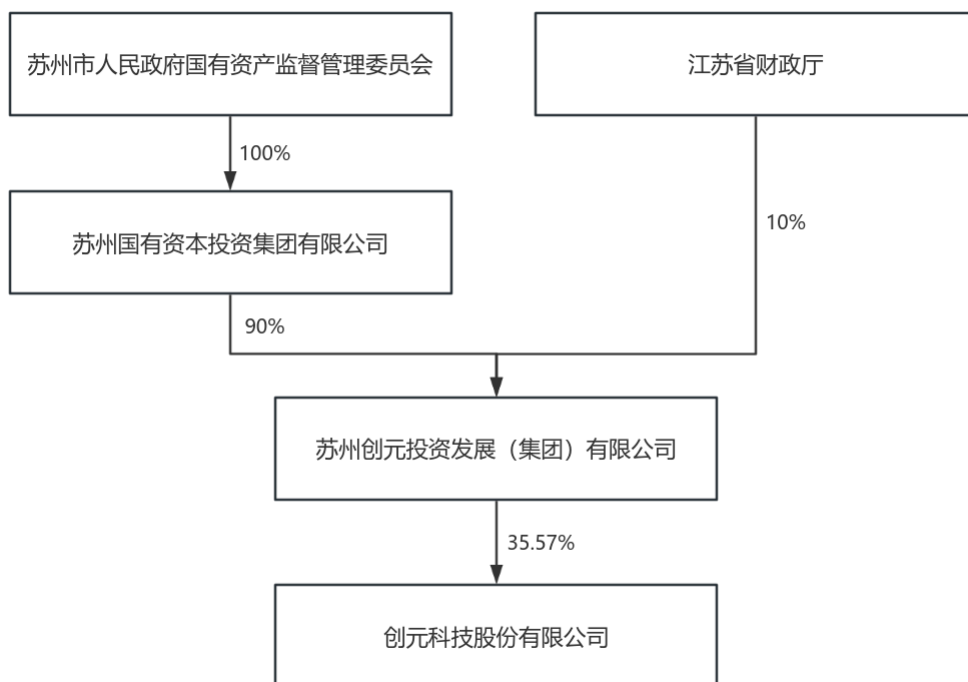 苏州市人民政府国有资产监督管理委员会
江苏省财政厅
100%
苏州国有资本投资集团有限公司
10%
90%
苏州创元投资发展（集团）有限公司
35.57%
创元科技股份有限公司